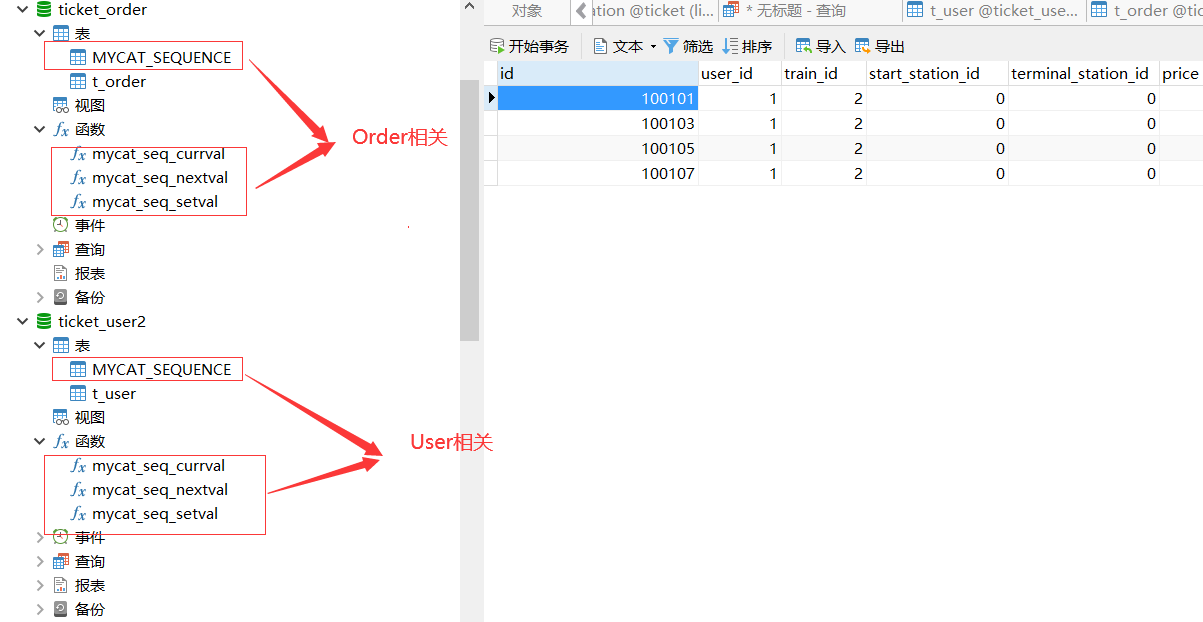 ticket_order
表
MYCAT_SEQUENCE
t_order
视图
函数
mycat_seq_currval
mycat_seq_nextval
mycat_seq_setval
事件
查询
报表
备份
ticket_user2
表
MYCAT_SEQUENCE
t_user
视图
函数
mycat_seq_currval
mycat_seq_nextval
mycat_seq_setval
事件
查询
报表
备份
Order相关
User相关
对象 ation @ticket (li... * 无标题 - 查询 t_user @ticket_use... t_order @tic
开始事务 文本 筛选 排序 导入 导出
id user_id train_id start_station_id terminal_station_id price
100101 1 2 0 0
100103 1 2 0 0
100105 1 2 0 0
100107 1 2 0 0